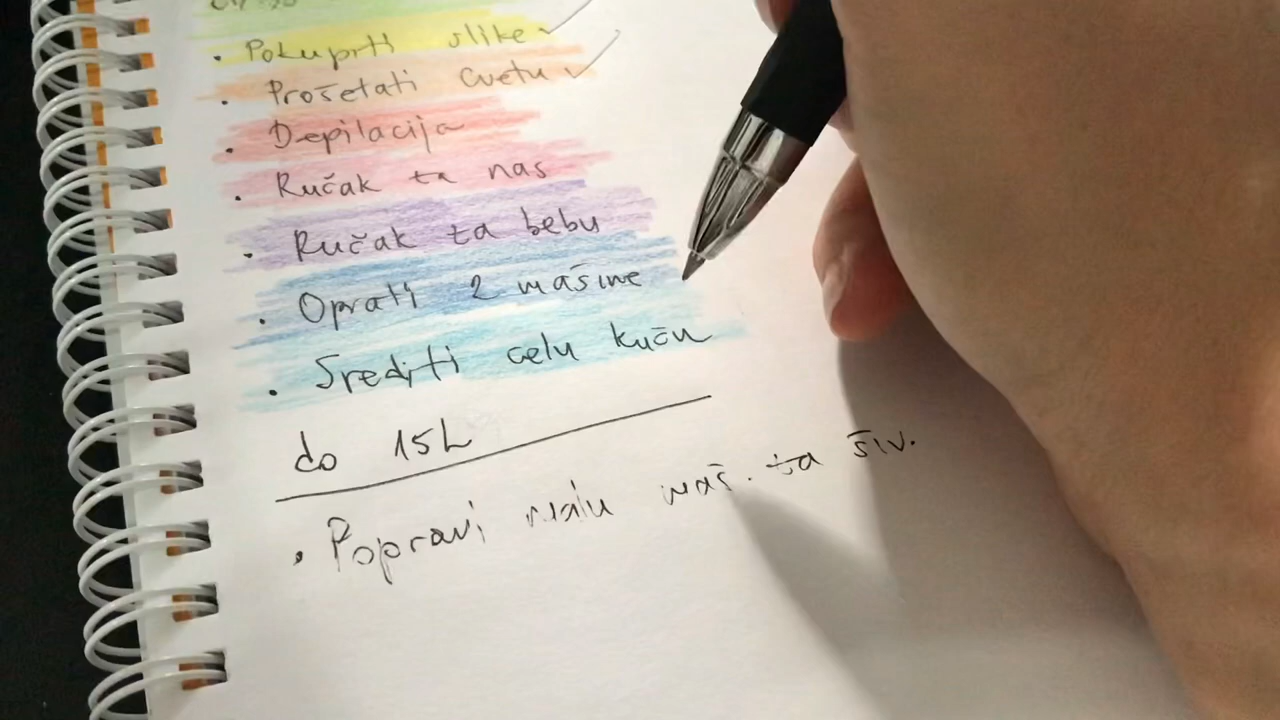 • Pokupiti slike ✓
• Prošetati Cvetu ✓
• Depilacija
• Ručak za nas
• Ručak za bebu
• Oprati 2 mašine
• Srediti celu kuću
do 15h
• Popravi malu maš. za šiv.